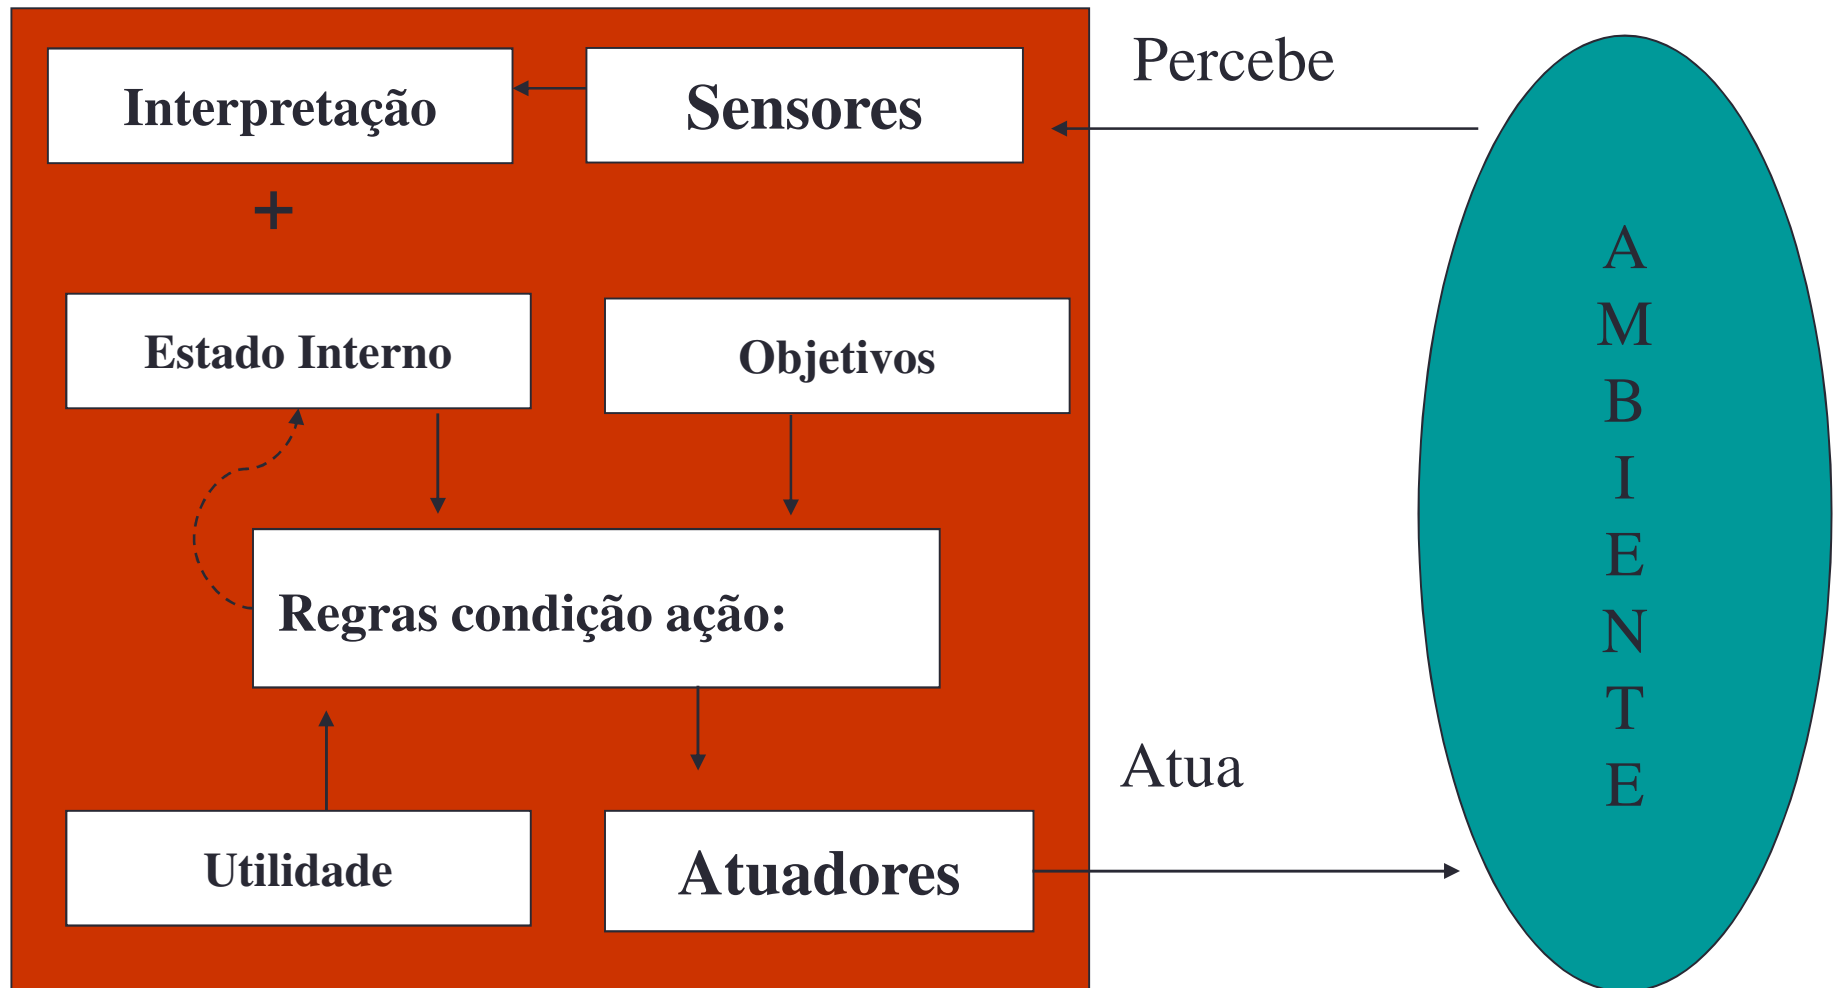 Interpretação
Sensores
Percebe
+
Estado Interno
Objetivos
Regras condição ação:
Utilidade
Atuadores
Atua
A
M
B
I
E
N
T
E